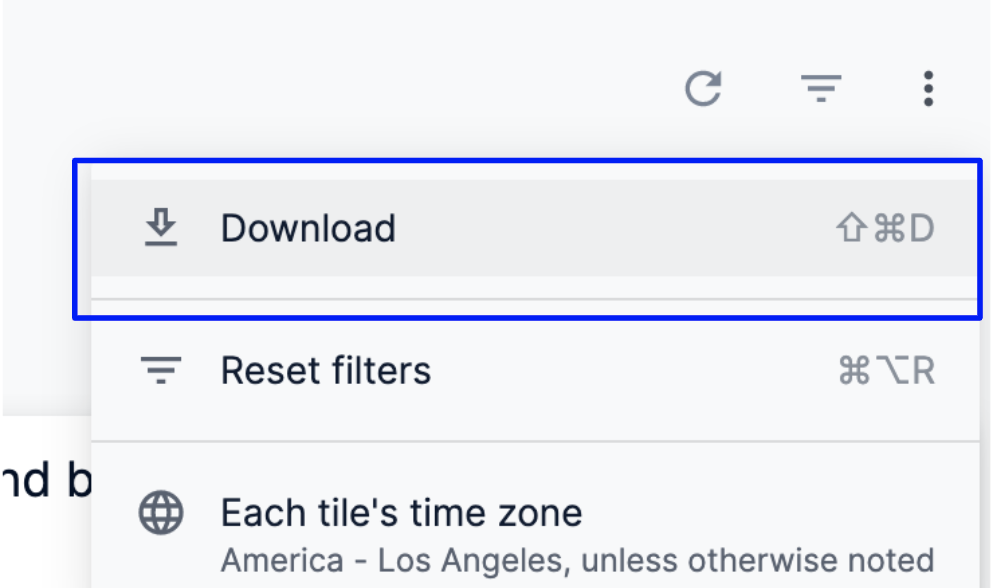 Download ⇧⌘D
Reset filters ⌘⌥R
nd b
Each tile's time zone
America - Los Angeles, unless otherwise noted